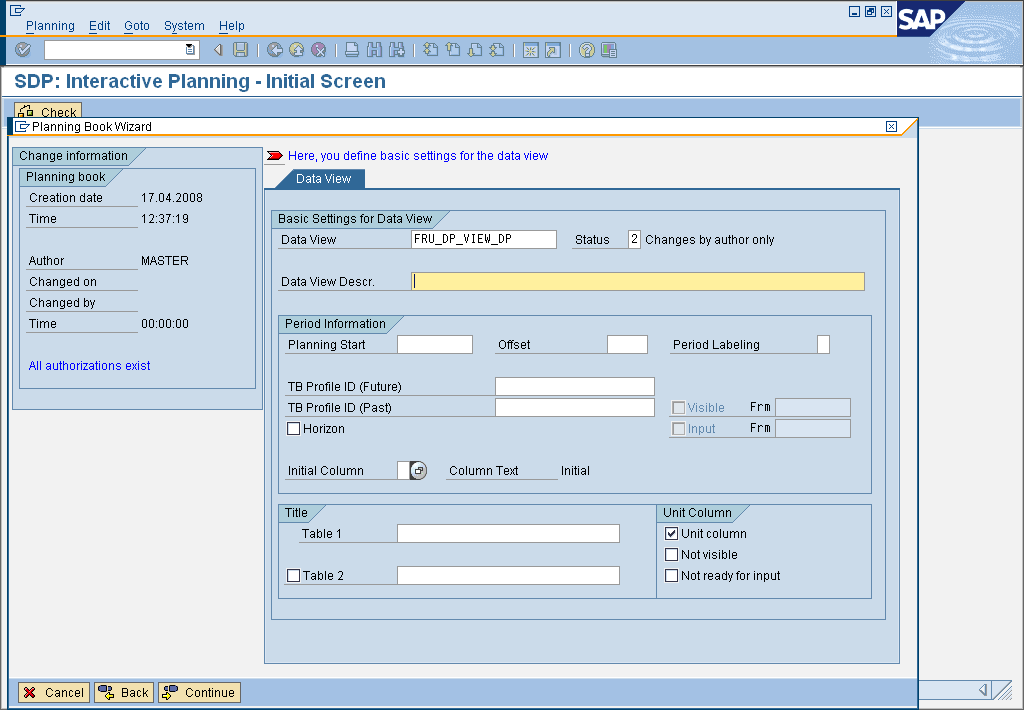 Planning Edit Goto System Help
SAP
SDP: Interactive Planning - Initial Screen
Check
Planning Book Wizard
Change information
Planning book
Creation date 17.04.2008
Time 12:37:19
Author MASTER
Changed on
Changed by
Time 00:00:00
All authorizations exist
Here, you define basic settings for the data view
Data View
Basic Settings for Data View
Data View FRU_DP_VIEW_DP Status 2 Changes by author only
Data View Descr.
Period Information
Planning Start Offset Period Labeling
TB Profile ID (Future)
TB Profile ID (Past) Visible Frm
Horizon Input Frm
Initial Column Column Text Initial
Title
Table 1
Table 2
Unit Column
Unit column
Not visible
Not ready for input
Cancel Back Continue